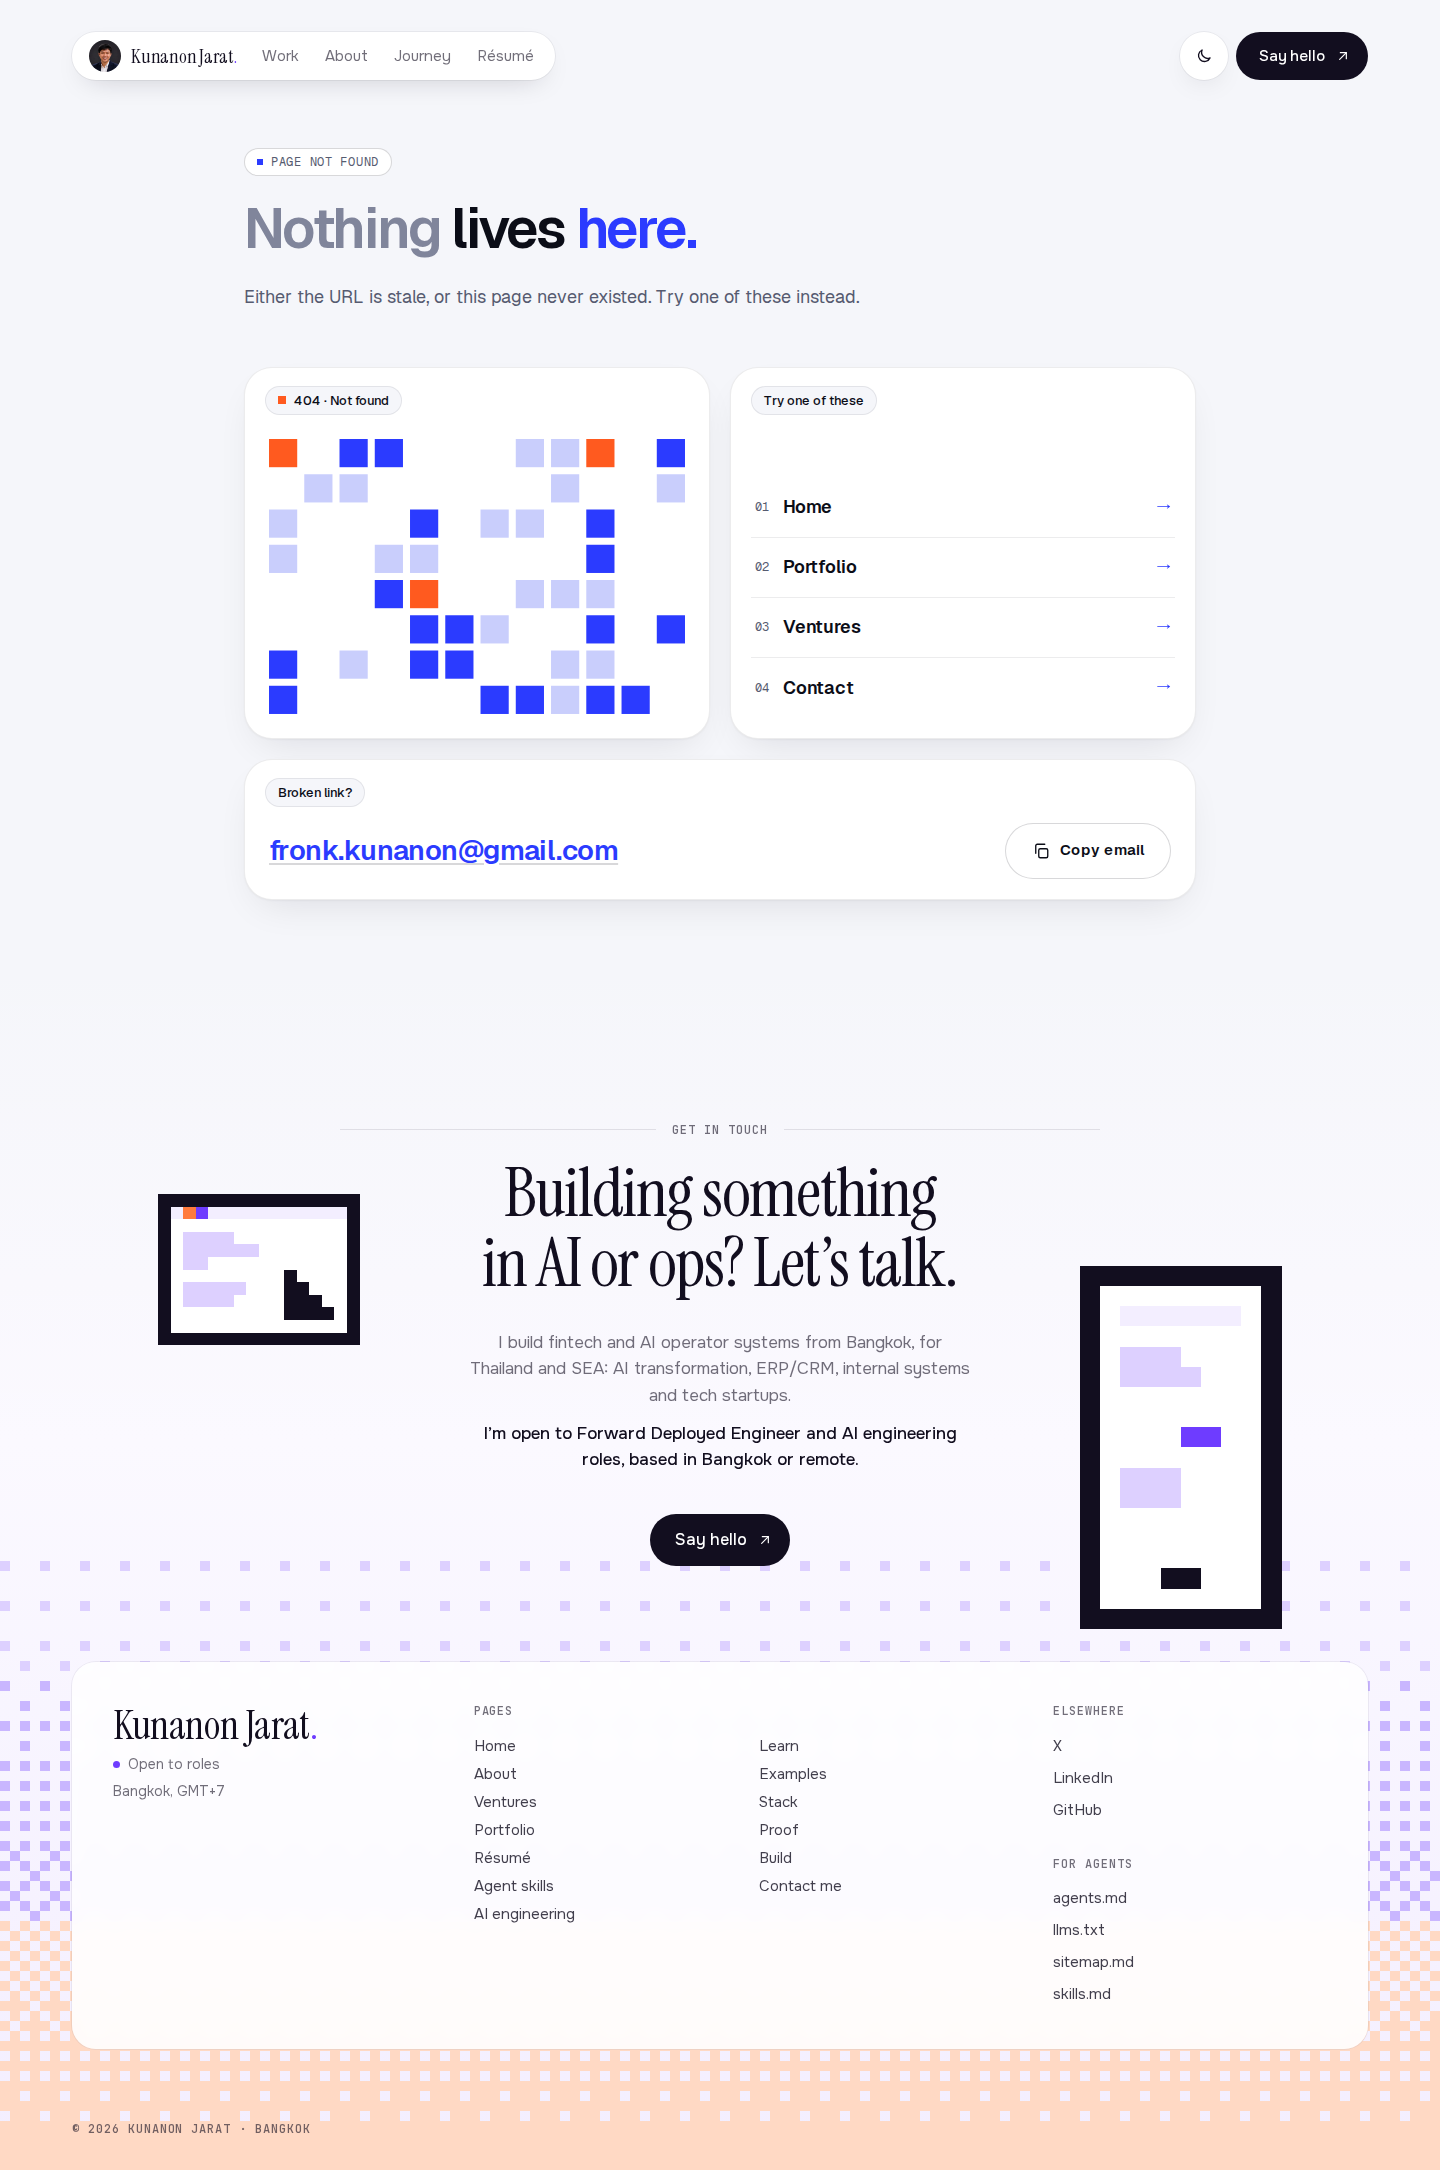 Kunanon Jarat.
Work
About
Journey
Résumé
Say hello
PAGE NOT FOUND
Nothing lives here.
Either the URL is stale, or this page never existed. Try one of these instead.
404 · Not found
Try one of these
01 Home →
02 Portfolio →
03 Ventures →
04 Contact →
Broken link?
fronk.kunanon@gmail.com
Copy email
GET IN TOUCH
Building something
in AI or ops? Let’s talk.
I build fintech and AI operator systems from Bangkok, for
Thailand and SEA: AI transformation, ERP/CRM, internal systems
and tech startups.
I’m open to Forward Deployed Engineer and AI engineering
roles, based in Bangkok or remote.
Say hello
Kunanon Jarat.
Open to roles
Bangkok, GMT+7
PAGES
Home
About
Ventures
Portfolio
Résumé
Agent skills
AI engineering
Learn
Examples
Stack
Proof
Build
Contact me
ELSEWHERE
X
LinkedIn
GitHub
FOR AGENTS
agents.md
llms.txt
sitemap.md
skills.md
© 2026 KUNANON JARAT · BANGKOK